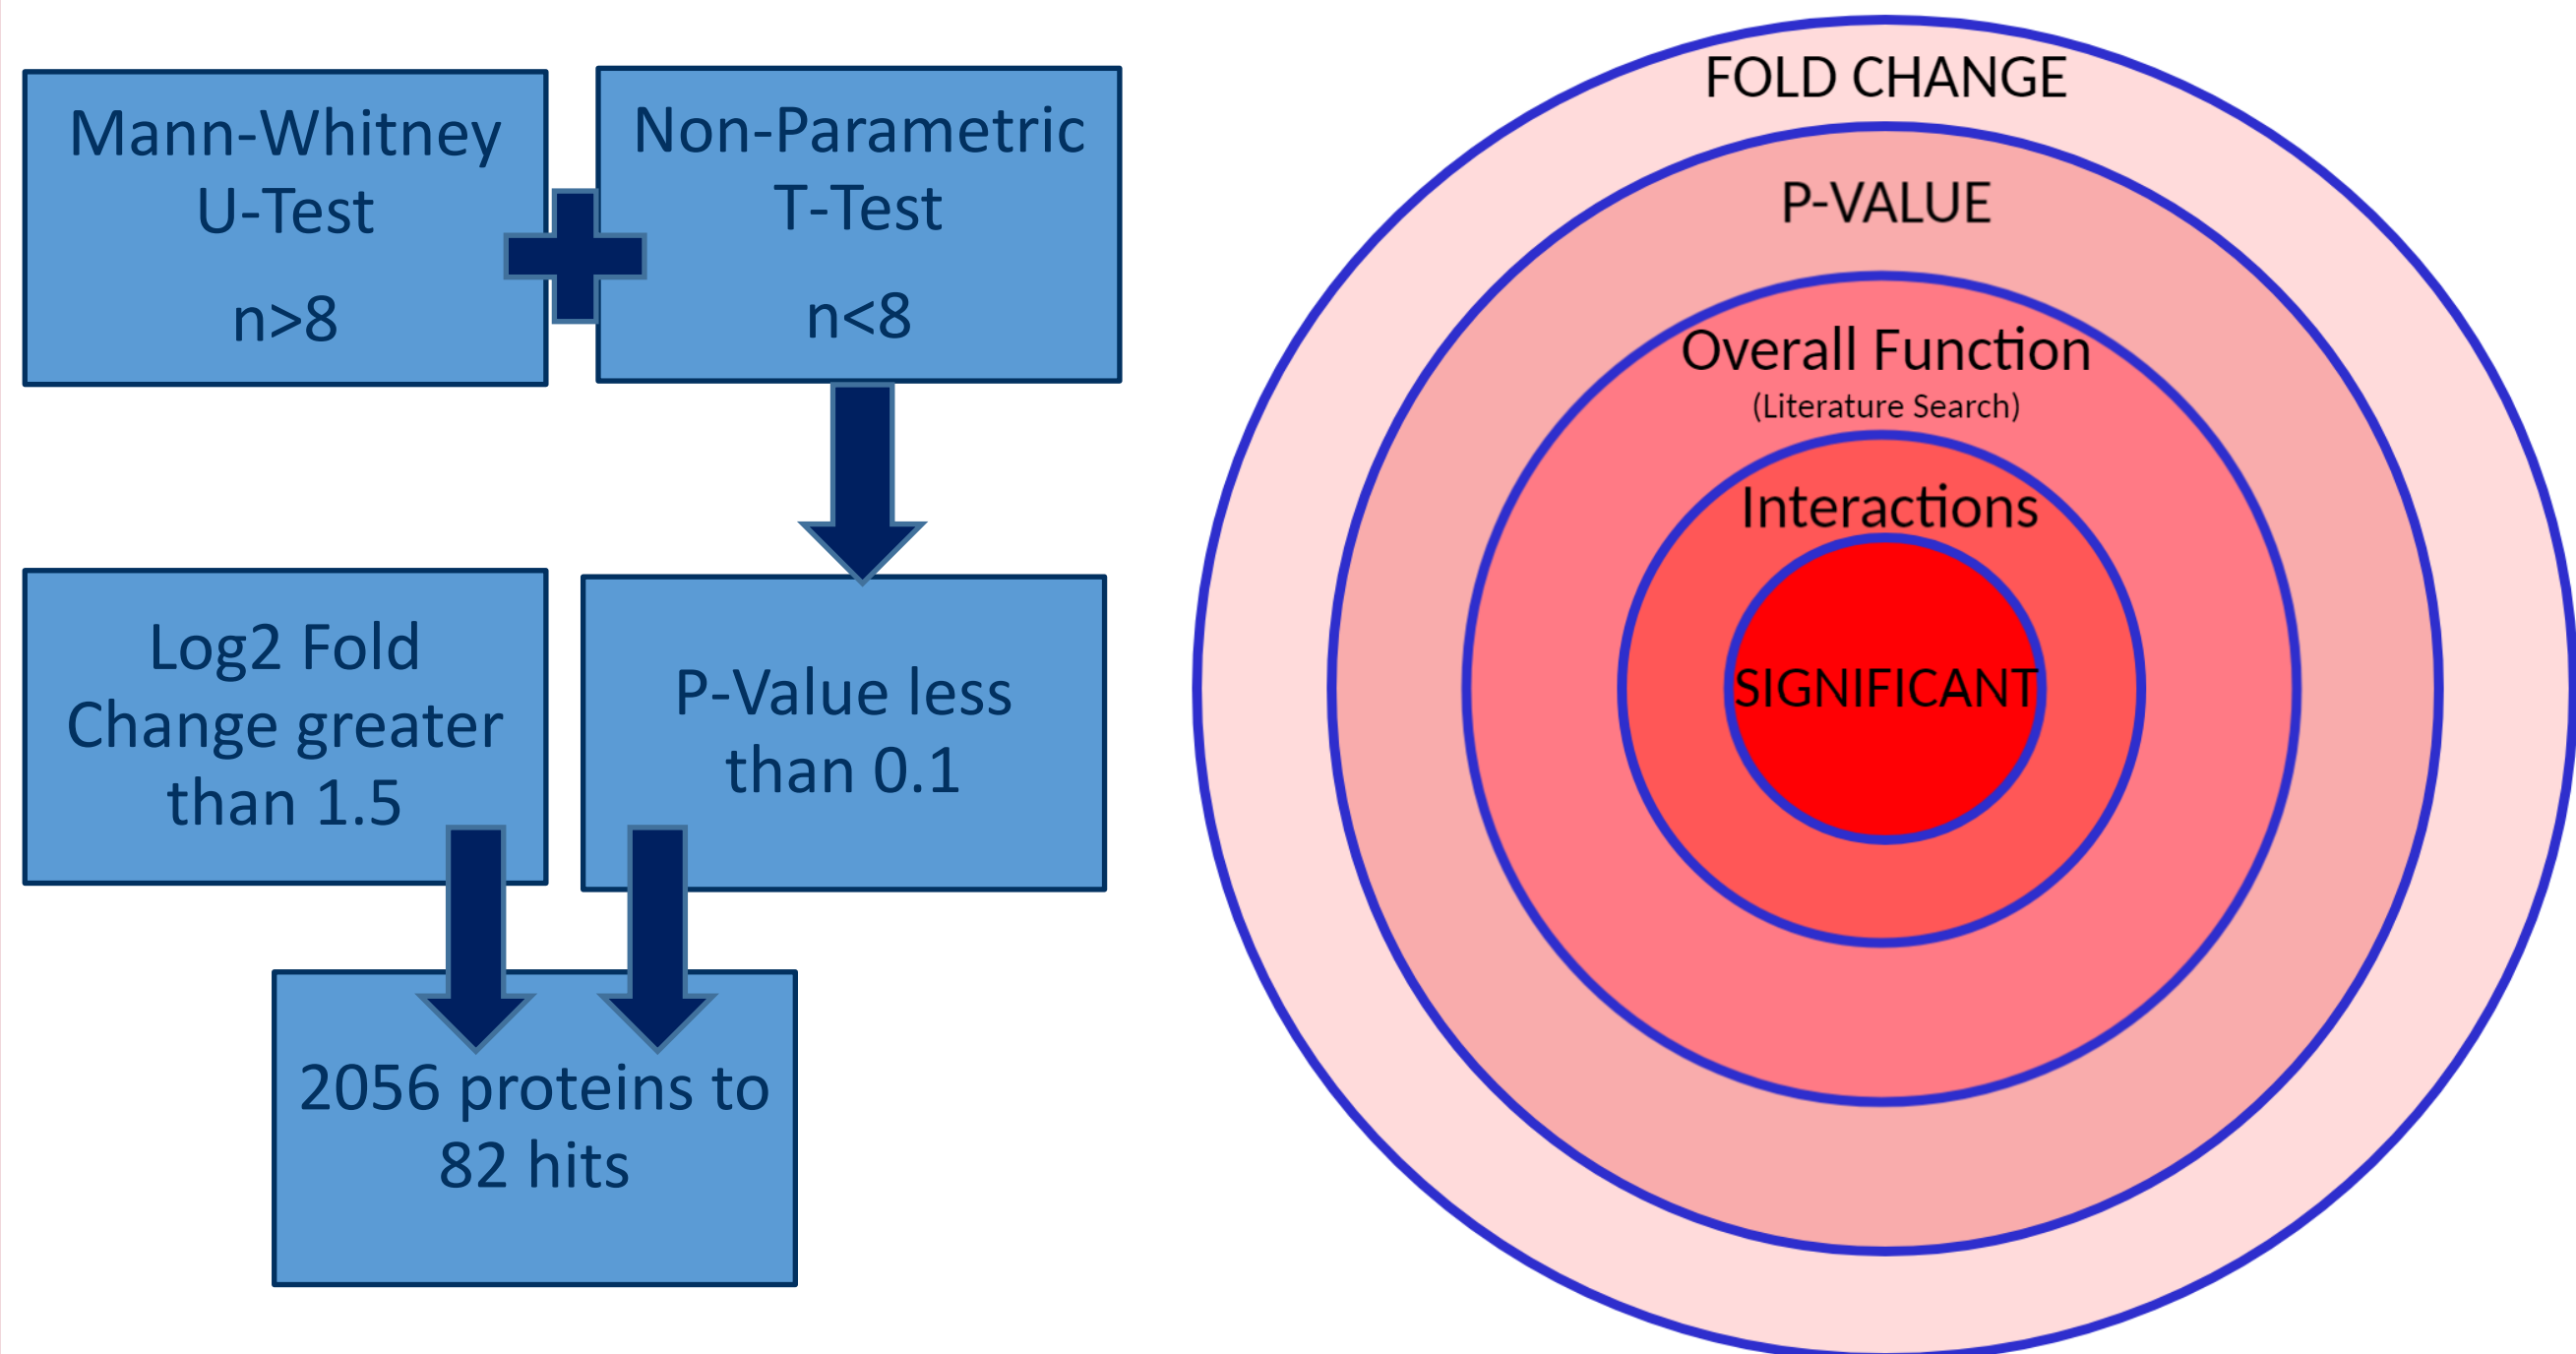 Mann-Whitney
U-Test
n>8
Non-Parametric
T-Test
n<8
Log2 Fold
Change greater
than 1.5
P-Value less
than 0.1
2056 proteins to
82 hits
FOLD CHANGE
P-VALUE
Overall Function
(Literature Search)
Interactions
SIGNIFICANT